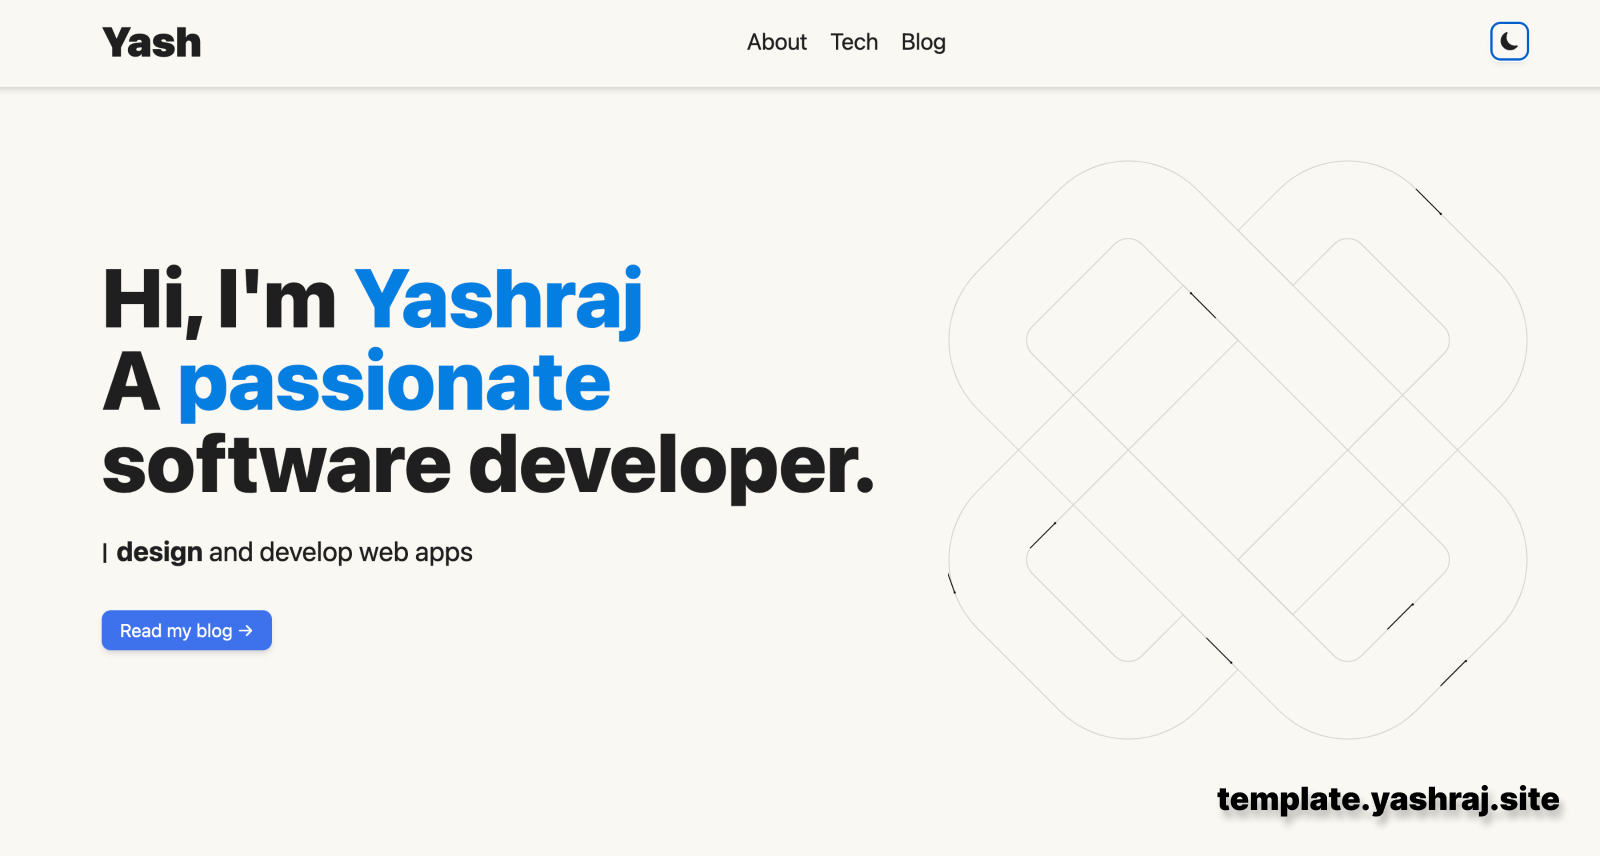 Yash
About Tech Blog
Hi, I'm Yashraj
A passionate
software developer.
I design and develop web apps
Read my blog →
template.yashraj.site